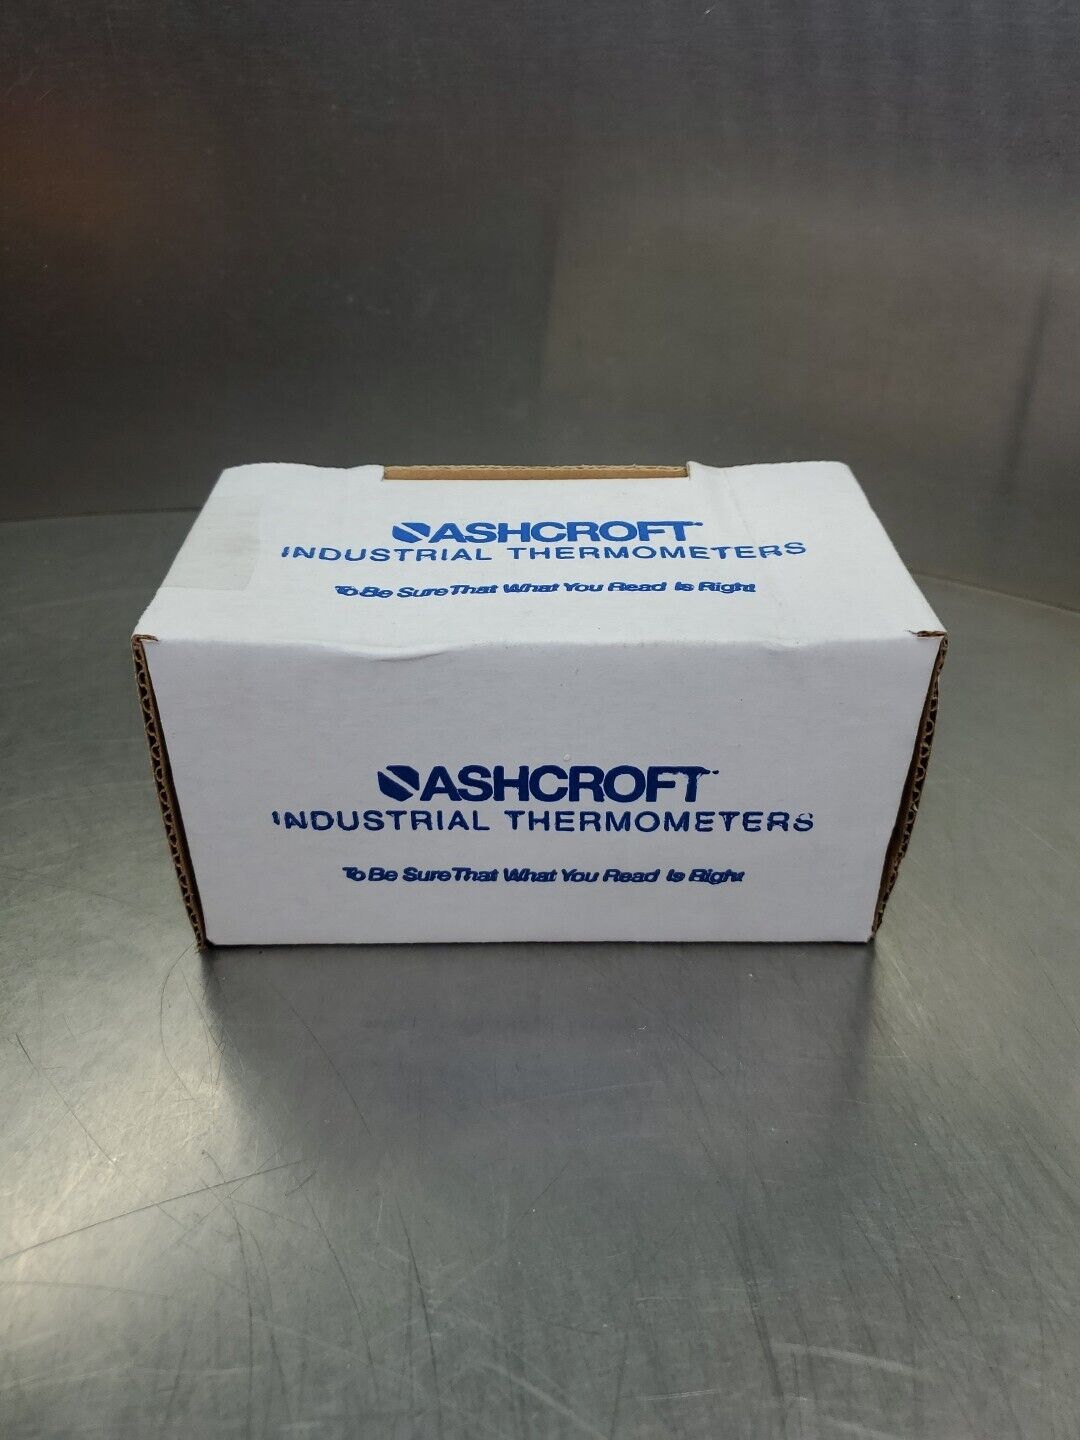 ASHCROFT
INDUSTRIAL THERMOMETERS
To Be Sure That What You Read Is Right
ASHCROFT
INDUSTRIAL THERMOMETERS
To Be Sure That What You Read Is Right